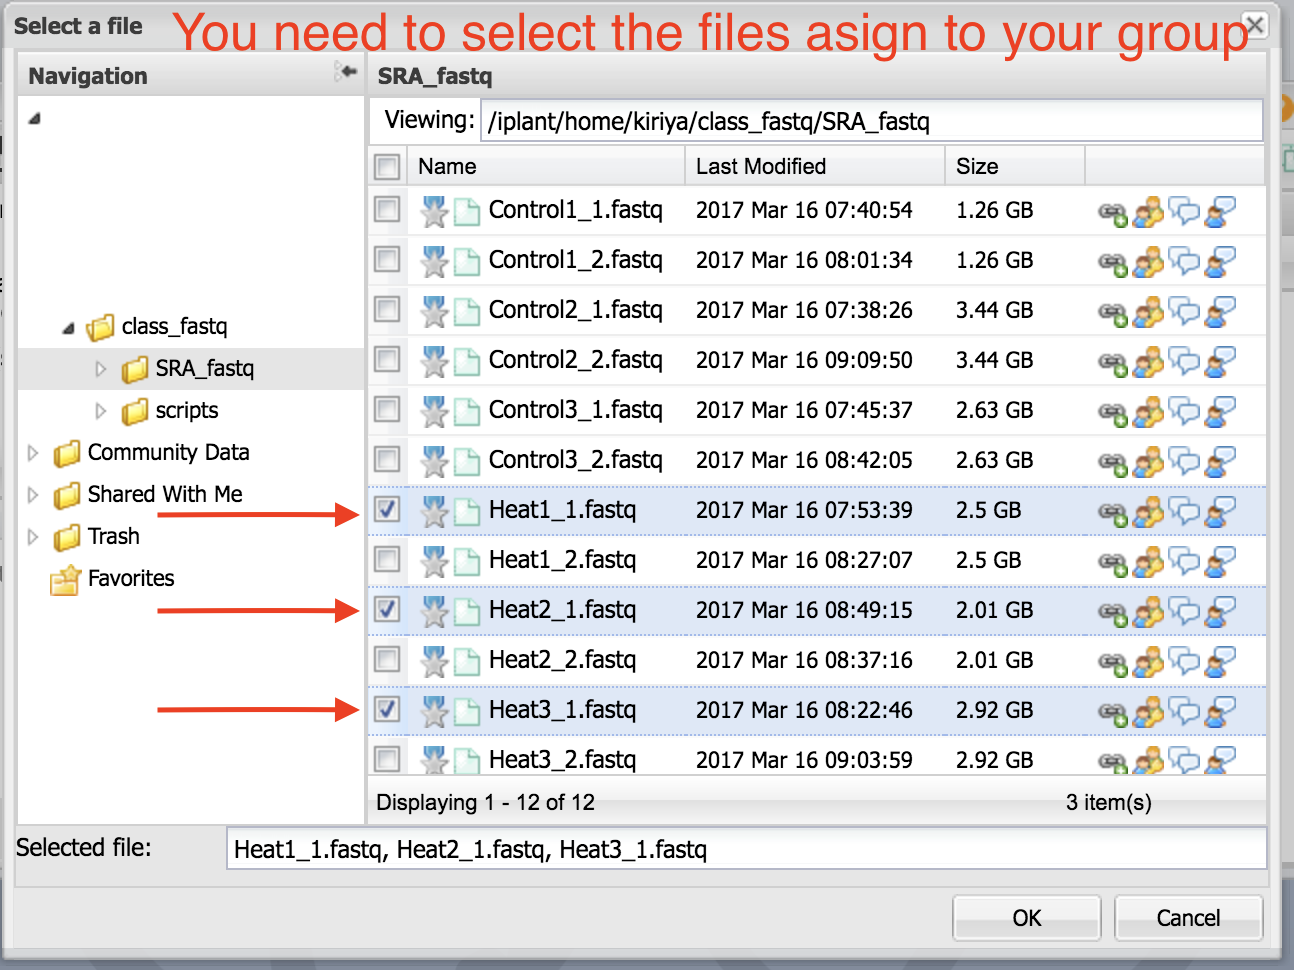 Select a file
You need to select the files asign to your group
Navigation
SRA_fastq
Viewing: /iplant/home/kiriya/class_fastq/SRA_fastq
Name Last Modified Size
Control1_1.fastq 2017 Mar 16 07:40:54 1.26 GB
Control1_2.fastq 2017 Mar 16 08:01:34 1.26 GB
Control2_1.fastq 2017 Mar 16 07:38:26 3.44 GB
Control2_2.fastq 2017 Mar 16 09:09:50 3.44 GB
Control3_1.fastq 2017 Mar 16 07:45:37 2.63 GB
Control3_2.fastq 2017 Mar 16 08:42:05 2.63 GB
Heat1_1.fastq 2017 Mar 16 07:53:39 2.5 GB
Heat1_2.fastq 2017 Mar 16 08:27:07 2.5 GB
Heat2_1.fastq 2017 Mar 16 08:49:15 2.01 GB
Heat2_2.fastq 2017 Mar 16 08:37:16 2.01 GB
Heat3_1.fastq 2017 Mar 16 08:22:46 2.92 GB
Heat3_2.fastq 2017 Mar 16 09:03:59 2.92 GB
class_fastq
SRA_fastq
scripts
Community Data
Shared With Me
Trash
Favorites
Displaying 1 - 12 of 12 3 item(s)
Selected file: Heat1_1.fastq, Heat2_1.fastq, Heat3_1.fastq
OK Cancel